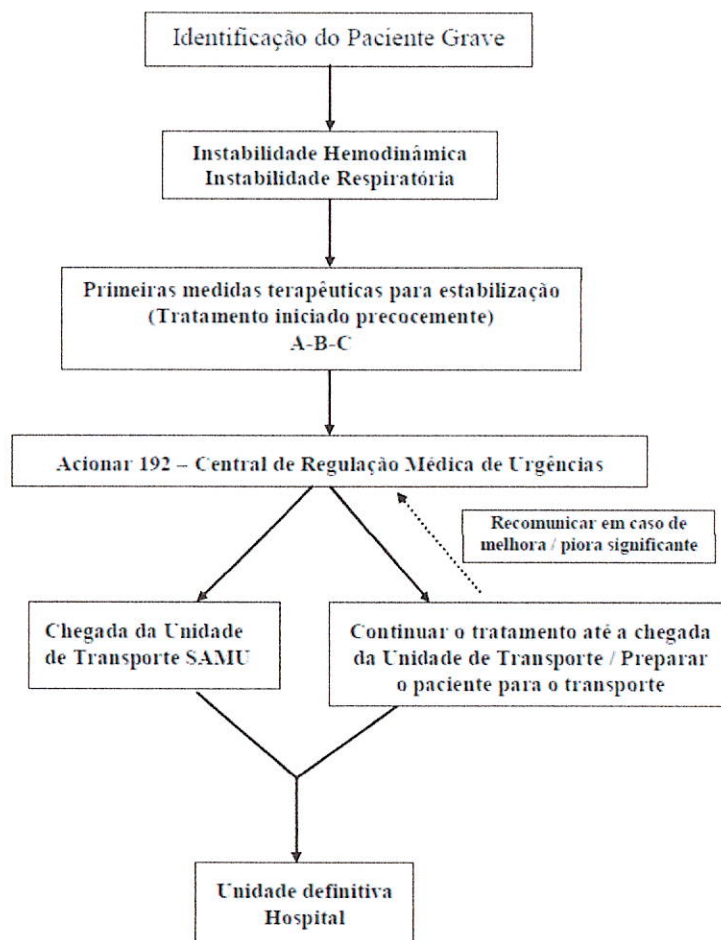 Identificação do Paciente Grave
Instabilidade Hemodinâmica
Instabilidade Respiratória
Primeiras medidas terapêuticas para estabilização
(Tratamento iniciado precocemente)
A-B-C
Acionar 192 – Central de Regulação Médica de Urgências
Recomunicar em caso de
melhora / piora significante
Chegada da Unidade
de Transporte SAMU
Continuar o tratamento até a chegada
da Unidade de Transporte / Preparar
o paciente para o transporte
Unidade definitiva
Hospital